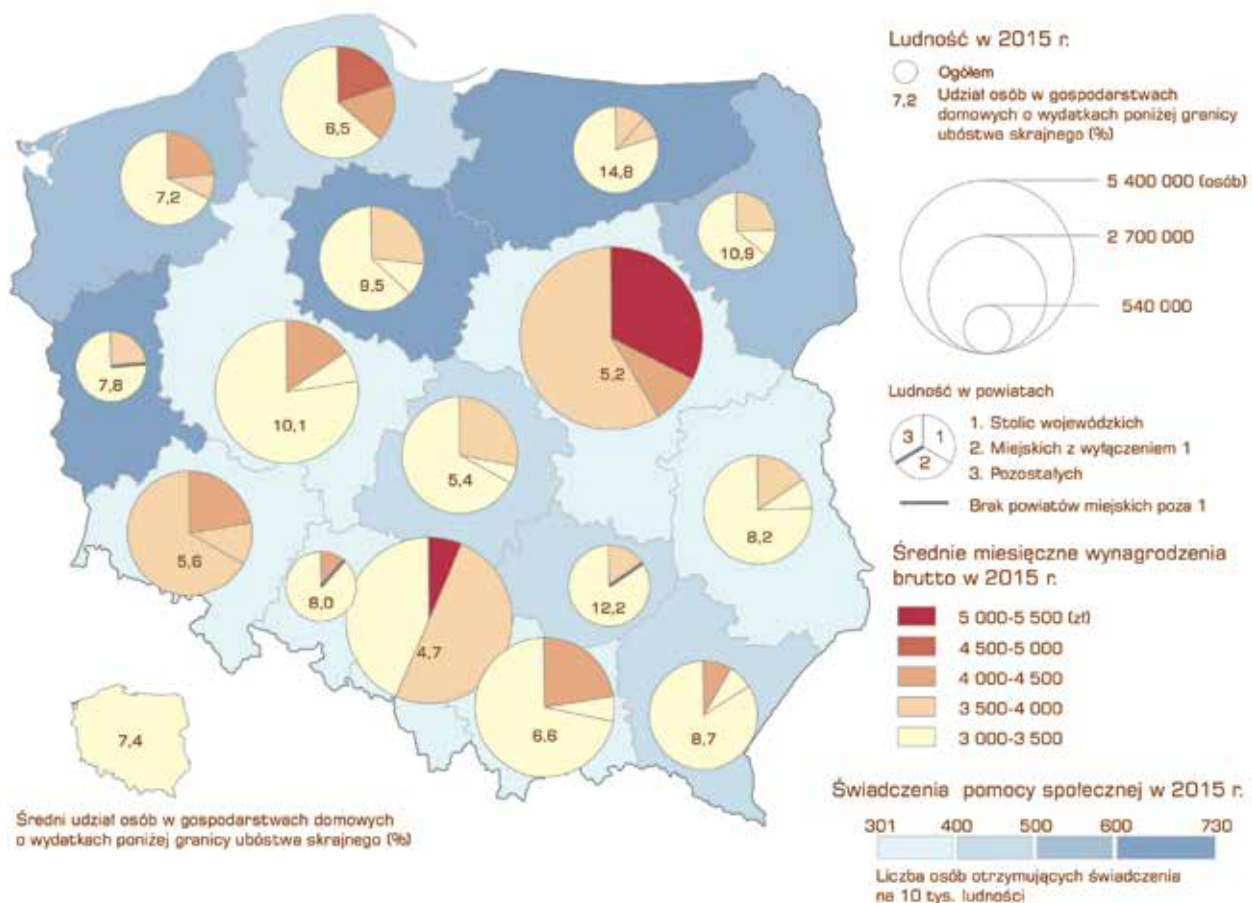 6,5
7,2
14,8
10,9
9,5
7,8
5,2
10,1
5,4
8,2
5,6
8,0
4,7
12,2
6,6
8,7
7,4
Średni udział osób w gospodarstwach domowych
o wydatkach poniżej granicy ubóstwa skrajnego (%)
Ludność w 2015 r.
Ogółem
7,2 Udział osób w gospodarstwach
domowych o wydatkach poniżej granicy
ubóstwa skrajnego (%)
5 400 000 (osób)
2 700 000
540 000
Ludność w powiatach
3 1
2
1. Stolic wojewódzkich
2. Miejskich z wyłączeniem 1
3. Pozostałych
Brak powiatów miejskich poza 1
Średnie miesięczne wynagrodzenia
brutto w 2015 r.
5 000-5 500 (zł)
4 500-5 000
4 000-4 500
3 500-4 000
3 000-3 500
Świadczenia pomocy społecznej w 2015 r.
301 400 500 600 730
Liczba osób otrzymujących świadczenia
na 10 tys. ludności